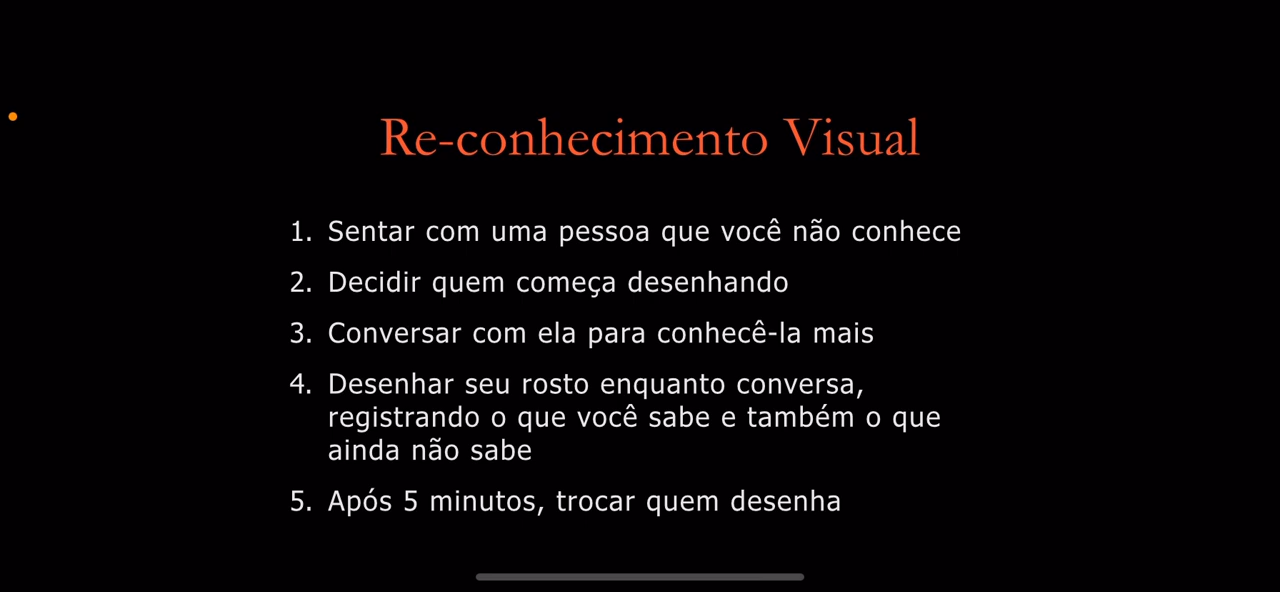 Re-conhecimento Visual
1. Sentar com uma pessoa que você não conhece
2. Decidir quem começa desenhando
3. Conversar com ela para conhecê-la mais
4. Desenhar seu rosto enquanto conversa,
registrando o que você sabe e também o que
ainda não sabe
5. Após 5 minutos, trocar quem desenha